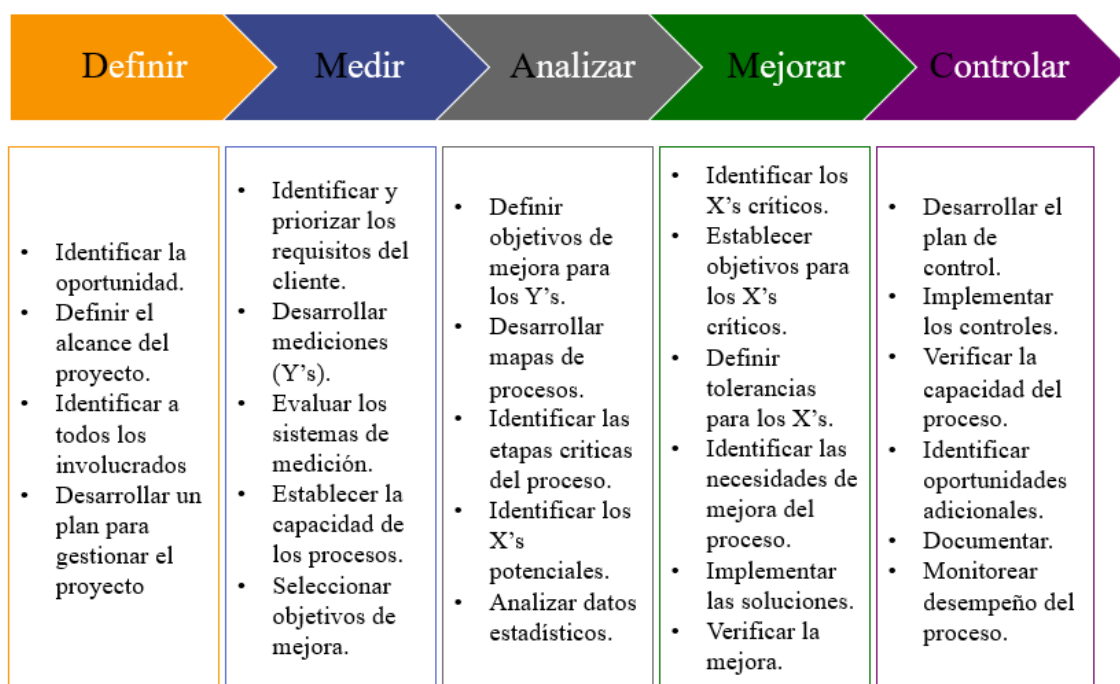 Definir
Medir
Analizar
Mejorar
Controlar
• Identificar la
oportunidad.
• Definir el
alcance del
proyecto.
• Identificar a
todos los
involucrados
• Desarrollar un
plan para
gestionar el
proyecto
• Identificar y
priorizar los
requisitos del
cliente.
• Desarrollar
mediciones
(Y’s).
• Evaluar los
sistemas de
medición.
• Establecer la
capacidad de
los procesos.
• Seleccionar
objetivos de
mejora.
• Definir
objetivos de
mejora para
los Y’s.
• Desarrollar
mapas de
procesos.
• Identificar las
etapas criticas
del proceso.
• Identificar los
X’s
potenciales.
• Analizar datos
estadísticos.
• Identificar los
X’s críticos.
• Establecer
objetivos para
los X’s
críticos.
• Definir
tolerancias
para los X’s.
• Identificar las
necesidades de
mejora del
proceso.
• Implementar
las soluciones.
• Verificar la
mejora.
• Desarrollar el
plan de
control.
• Implementar
los controles.
• Verificar la
capacidad del
proceso.
• Identificar
oportunidades
adicionales.
• Documentar.
• Monitorear
desempeño del
proceso.